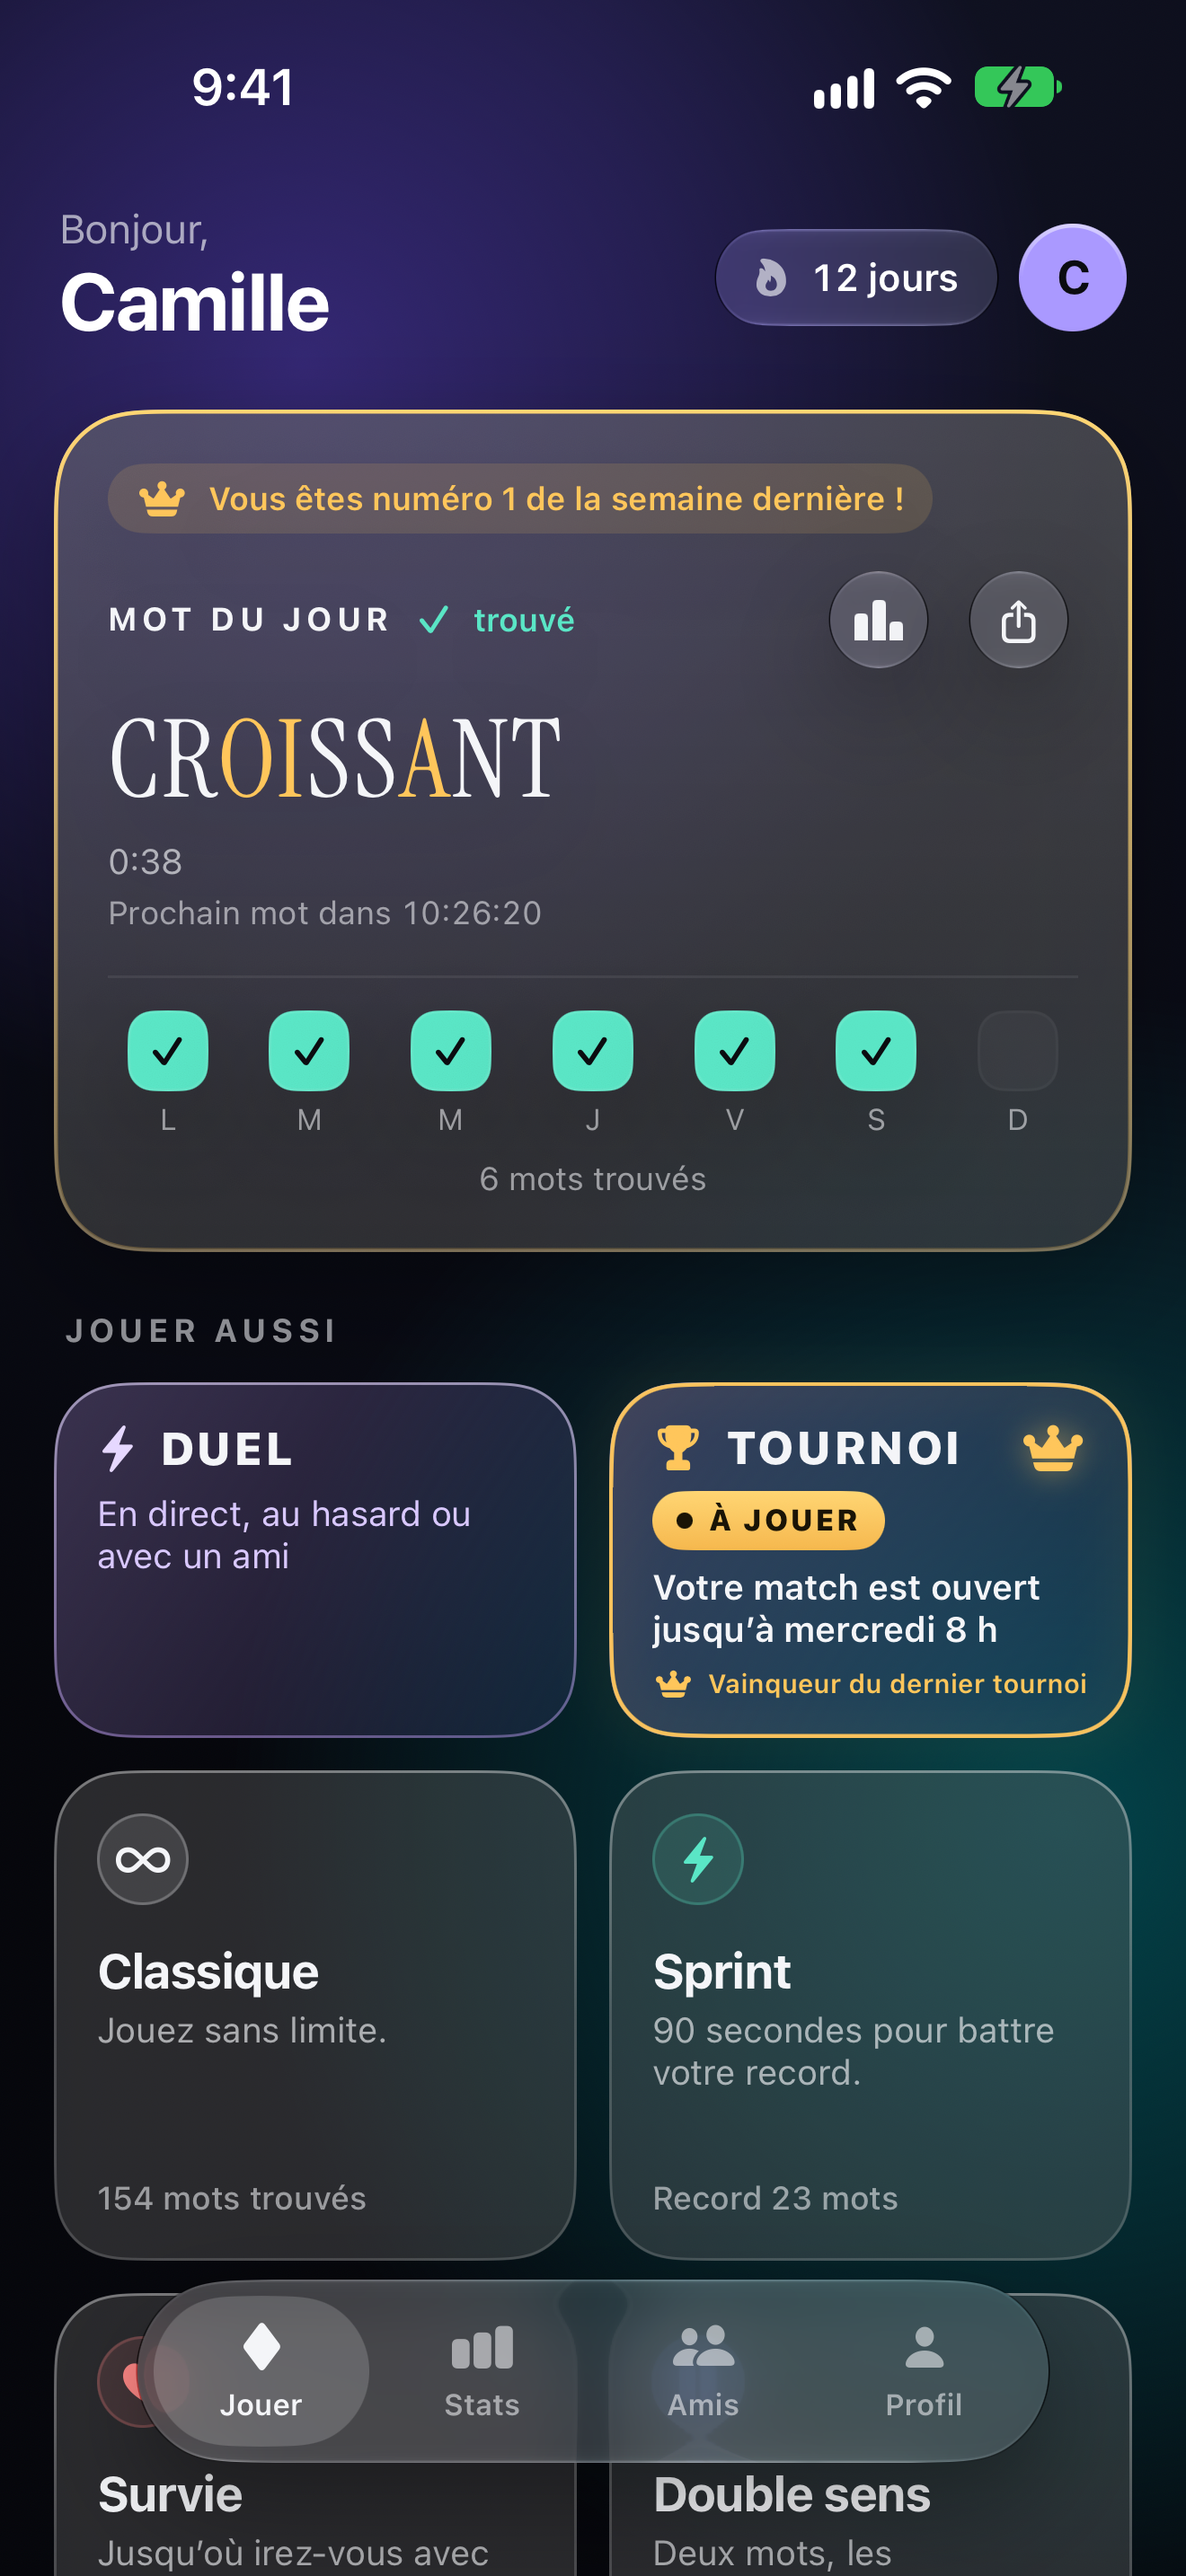 9:41
Bonjour,
Camille
12 jours
C
Vous êtes numéro 1 de la semaine dernière !
MOT DU JOUR ✓ trouvé
CROISSANT
0:38
Prochain mot dans 10:26:20
L M M J V S D
6 mots trouvés
JOUER AUSSI
DUEL
En direct, au hasard ou
avec un ami
TOURNOI
À JOUER
Votre match est ouvert
jusqu’à mercredi 8 h
Vainqueur du dernier tournoi
Classique
Jouez sans limite.
154 mots trouvés
Sprint
90 secondes pour battre
votre record.
Record 23 mots
Jouer
Stats
Amis
Profil
Survie
Jusqu’où irez-vous avec
Double sens
Deux mots, les